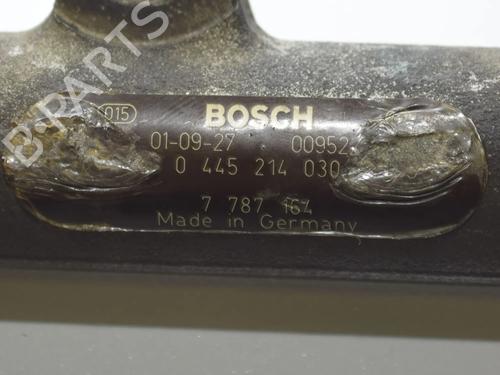 015 BOSCH
01-09-27 00952
0 445 214 030
7 787 164
Made in Germany
B-PARTS